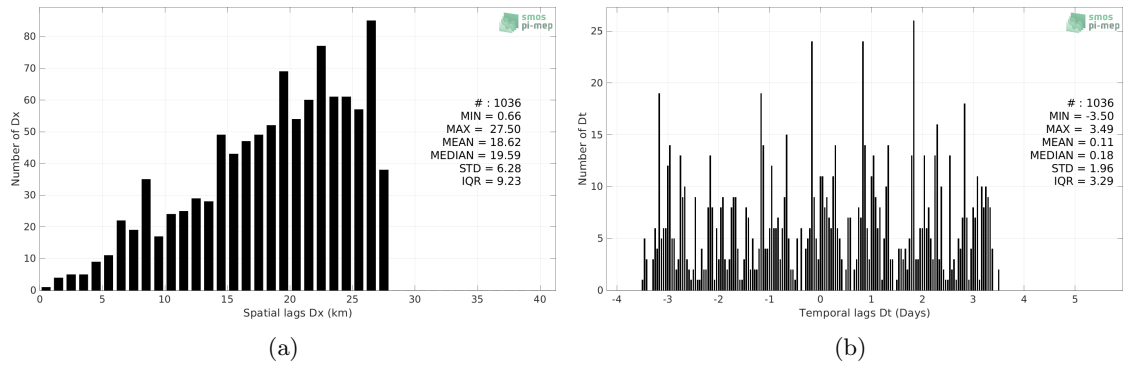 smos
pi-mep
80
70
60
50
40
30
20
10
0
Number of Dx
# : 1036
MIN = 0.66
MAX = 27.50
MEAN = 18.62
MEDIAN = 19.59
STD = 6.28
IQR = 9.23
0 5 10 15 20 25 30 35 40
Spatial lags Dx (km)
(a)
smos
pi-mep
25
20
15
10
5
0
Number of Dt
# : 1036
MIN = -3.50
MAX = 3.49
MEAN = 0.11
MEDIAN = 0.18
STD = 1.96
IQR = 3.29
-4 -3 -2 -1 0 1 2 3 4 5
Temporal lags Dt (Days)
(b)